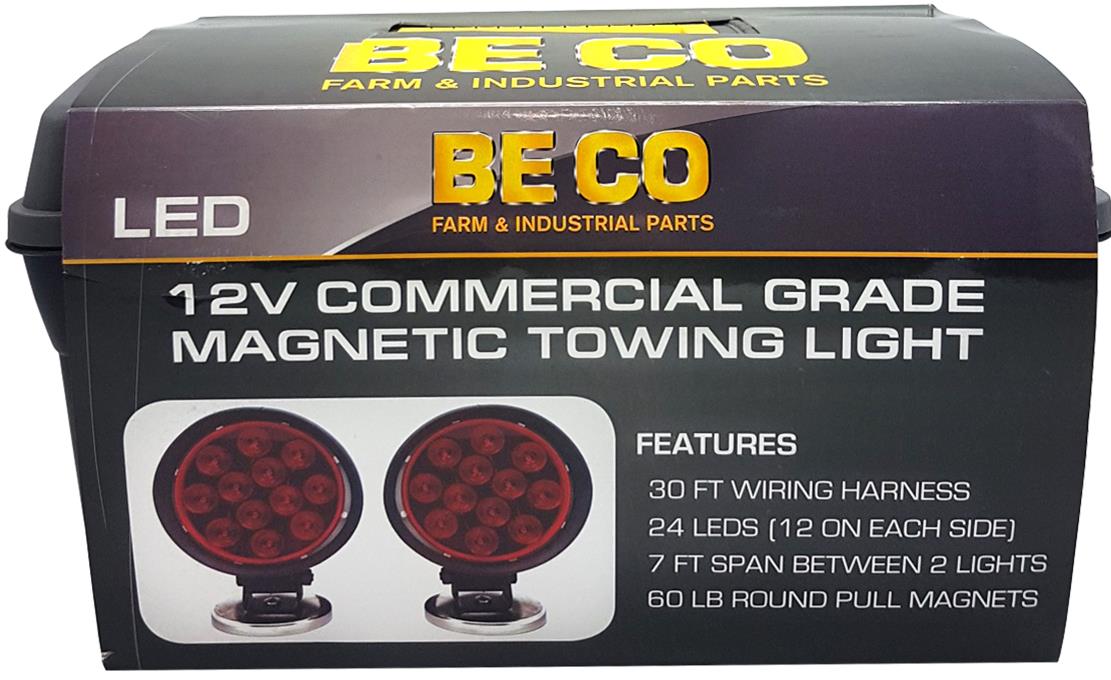 BE CO
FARM & INDUSTRIAL PARTS
BE CO
FARM & INDUSTRIAL PARTS
LED
12V COMMERCIAL GRADE
MAGNETIC TOWING LIGHT
FEATURES
30 FT WIRING HARNESS
24 LEDS (12 ON EACH SIDE)
7 FT SPAN BETWEEN 2 LIGHTS
60 LB ROUND PULL MAGNETS